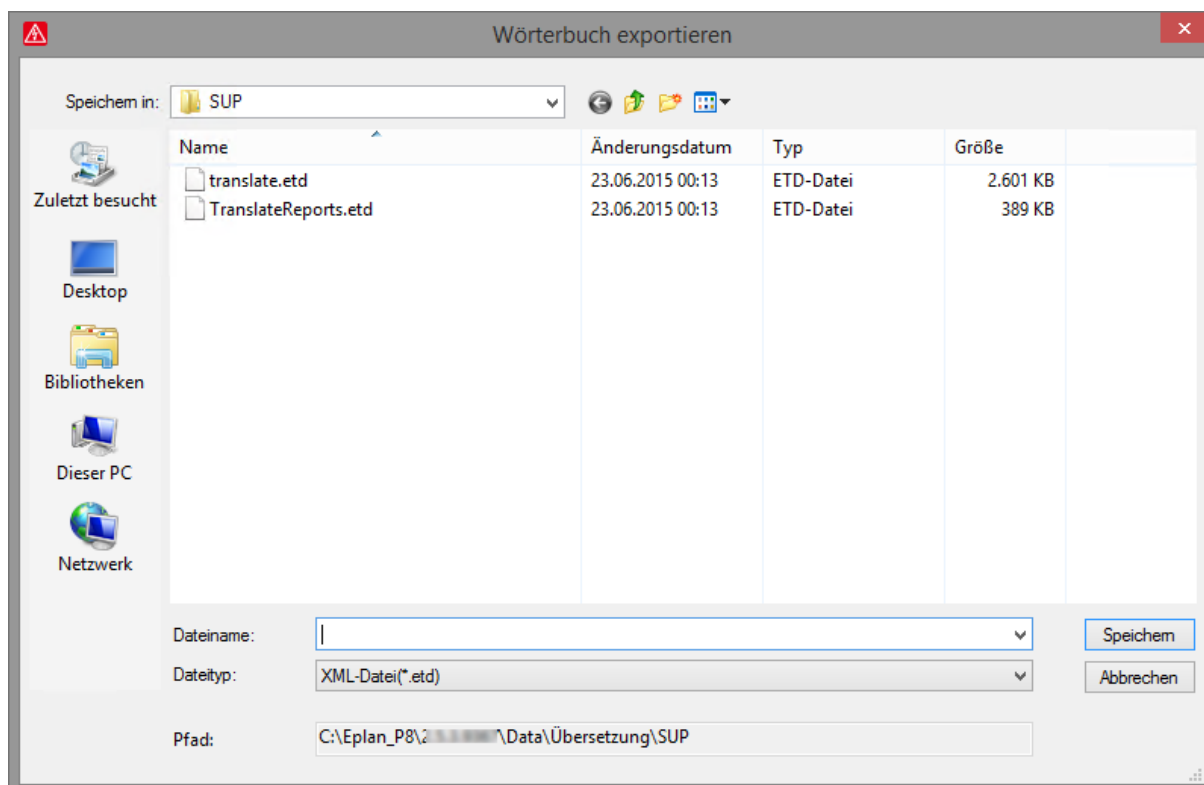 Wörterbuch exportieren
Speichern in: SUP
Name Änderungsdatum Typ Größe
translate.etd 23.06.2015 00:13 ETD-Datei 2.601 KB
TranslateReports.etd 23.06.2015 00:13 ETD-Datei 389 KB
Zuletzt besucht
Desktop
Bibliotheken
Dieser PC
Netzwerk
Dateiname: Speichern
Dateityp: XML-Datei(*.etd) Abbrechen
Pfad: C:\Eplan_P8\ \Data\Übersetzung\SUP